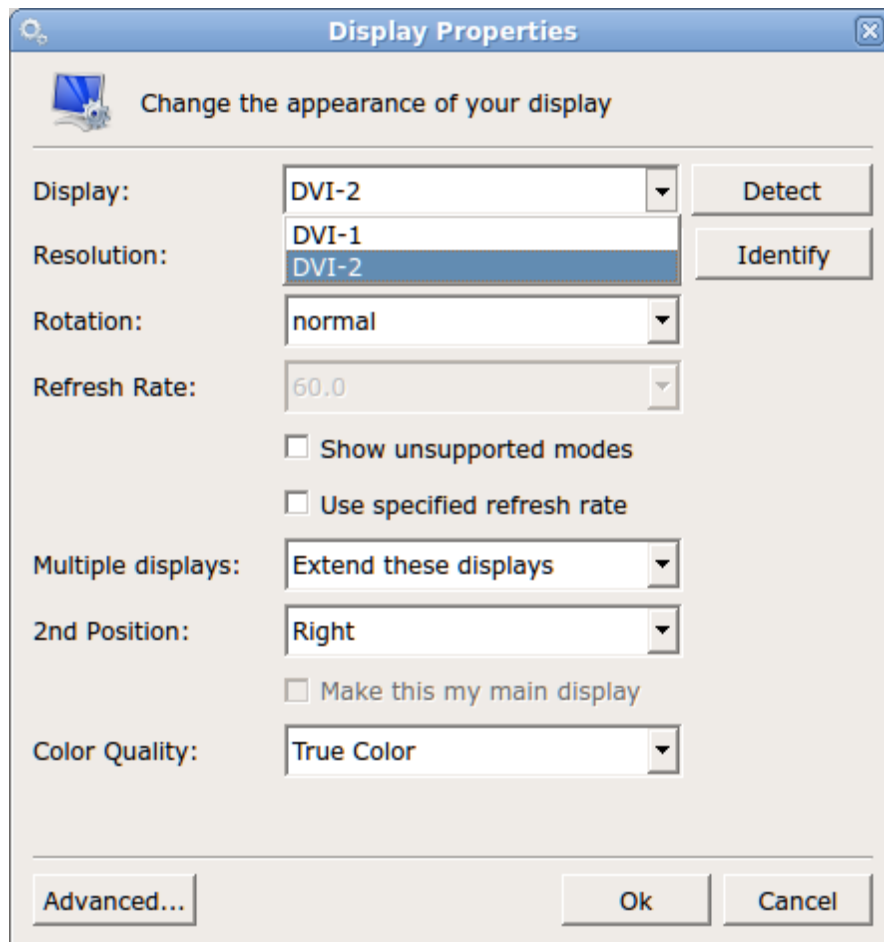 Display Properties
Change the appearance of your display
Display: DVI-2 Detect
DVI-1
Resolution: Identify
DVI-2
Rotation: normal
Refresh Rate: 60.0
Show unsupported modes
Use specified refresh rate
Multiple displays: Extend these displays
2nd Position: Right
Make this my main display
Color Quality: True Color
Advanced... Ok Cancel